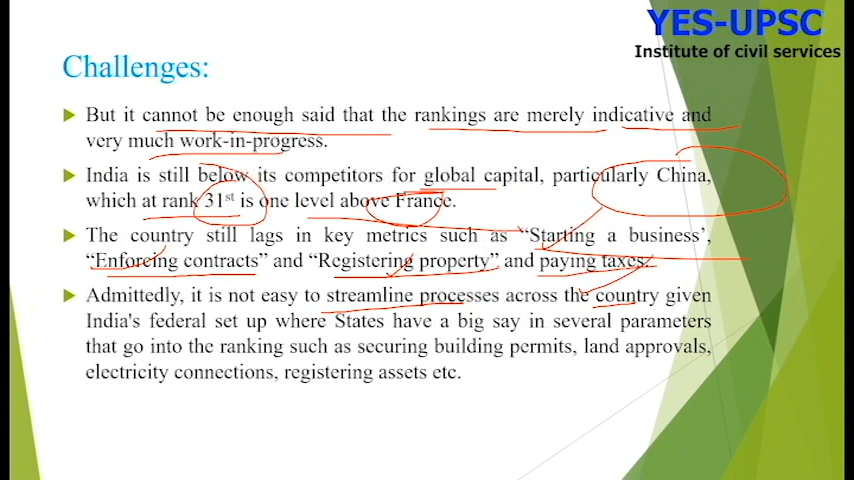 YES-UPSC
Institute of civil services
Challenges:
But it cannot be enough said that the rankings are merely indicative and
very much work-in-progress.
India is still below its competitors for global capital, particularly China,
which at rank 31st is one level above France.
The country still lags in key metrics such as “Starting a business’,
“Enforcing contracts” and “Registering property” and paying taxes.
Admittedly, it is not easy to streamline processes across the country given
India's federal set up where States have a big say in several parameters
that go into the ranking such as securing building permits, land approvals,
electricity connections, registering assets etc.